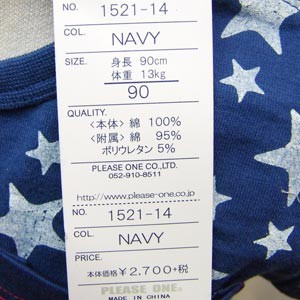 NO. 1521-14
COL. NAVY
SIZE. 身長 90cm
体重 13kg
90
QUALITY.
〈本体〉綿 100%
〈附属〉綿 95%
ポリウレタン 5%
PLEASE ONE CO.,LTD.
052-910-8511
http://www.please-one.co.jp
NO. 1521-14
COL. NAVY
PRICE.
本体価格 ¥2,700+税
PLEASE ONE.
MADE IN CHINA